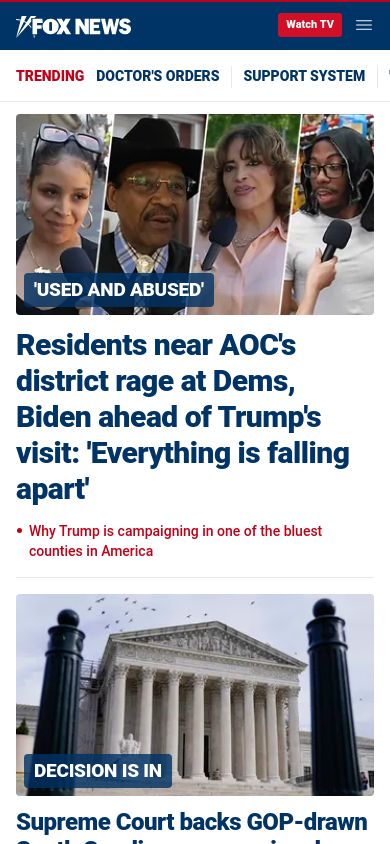 FOX NEWS
Watch TV
TRENDING DOCTOR'S ORDERS SUPPORT SYSTEM
'USED AND ABUSED'
Residents near AOC's
district rage at Dems,
Biden ahead of Trump's
visit: 'Everything is falling
apart'
• Why Trump is campaigning in one of the bluest
counties in America
DECISION IS IN
Supreme Court backs GOP-drawn